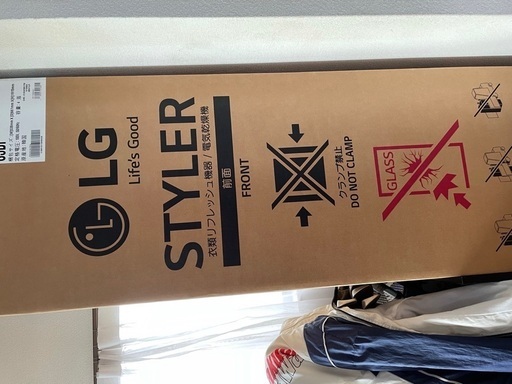 LG
Life's Good
STYLER
衣類リフレッシュ機器 / 電気乾燥機
前面
FRONT
クランプ禁止
DO NOT CLAMP
GLASS